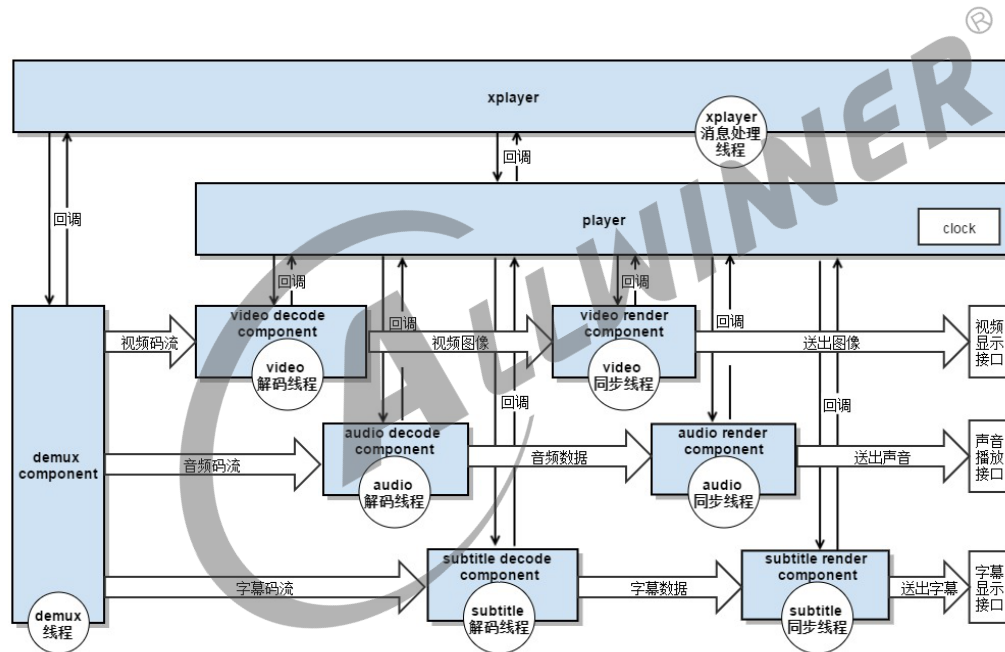 ®
ALLWINNER
xplayer
xplayer
消息处理
线程
回调
回调
player
clock
回调
回调
回调
回调
回调
回调
video decode
component
video
解码线程
video render
component
video
同步线程
视频码流
视频图像
送出图像
视频
显示
接口
demux
component
audio decode
component
audio
解码线程
audio render
component
audio
同步线程
音频码流
音频数据
送出声音
声音
播放
接口
subtitle decode
component
subtitle
解码线程
subtitle render
component
subtitle
同步线程
字幕码流
字幕数据
送出字幕
字幕
显示
接口
demux
线程